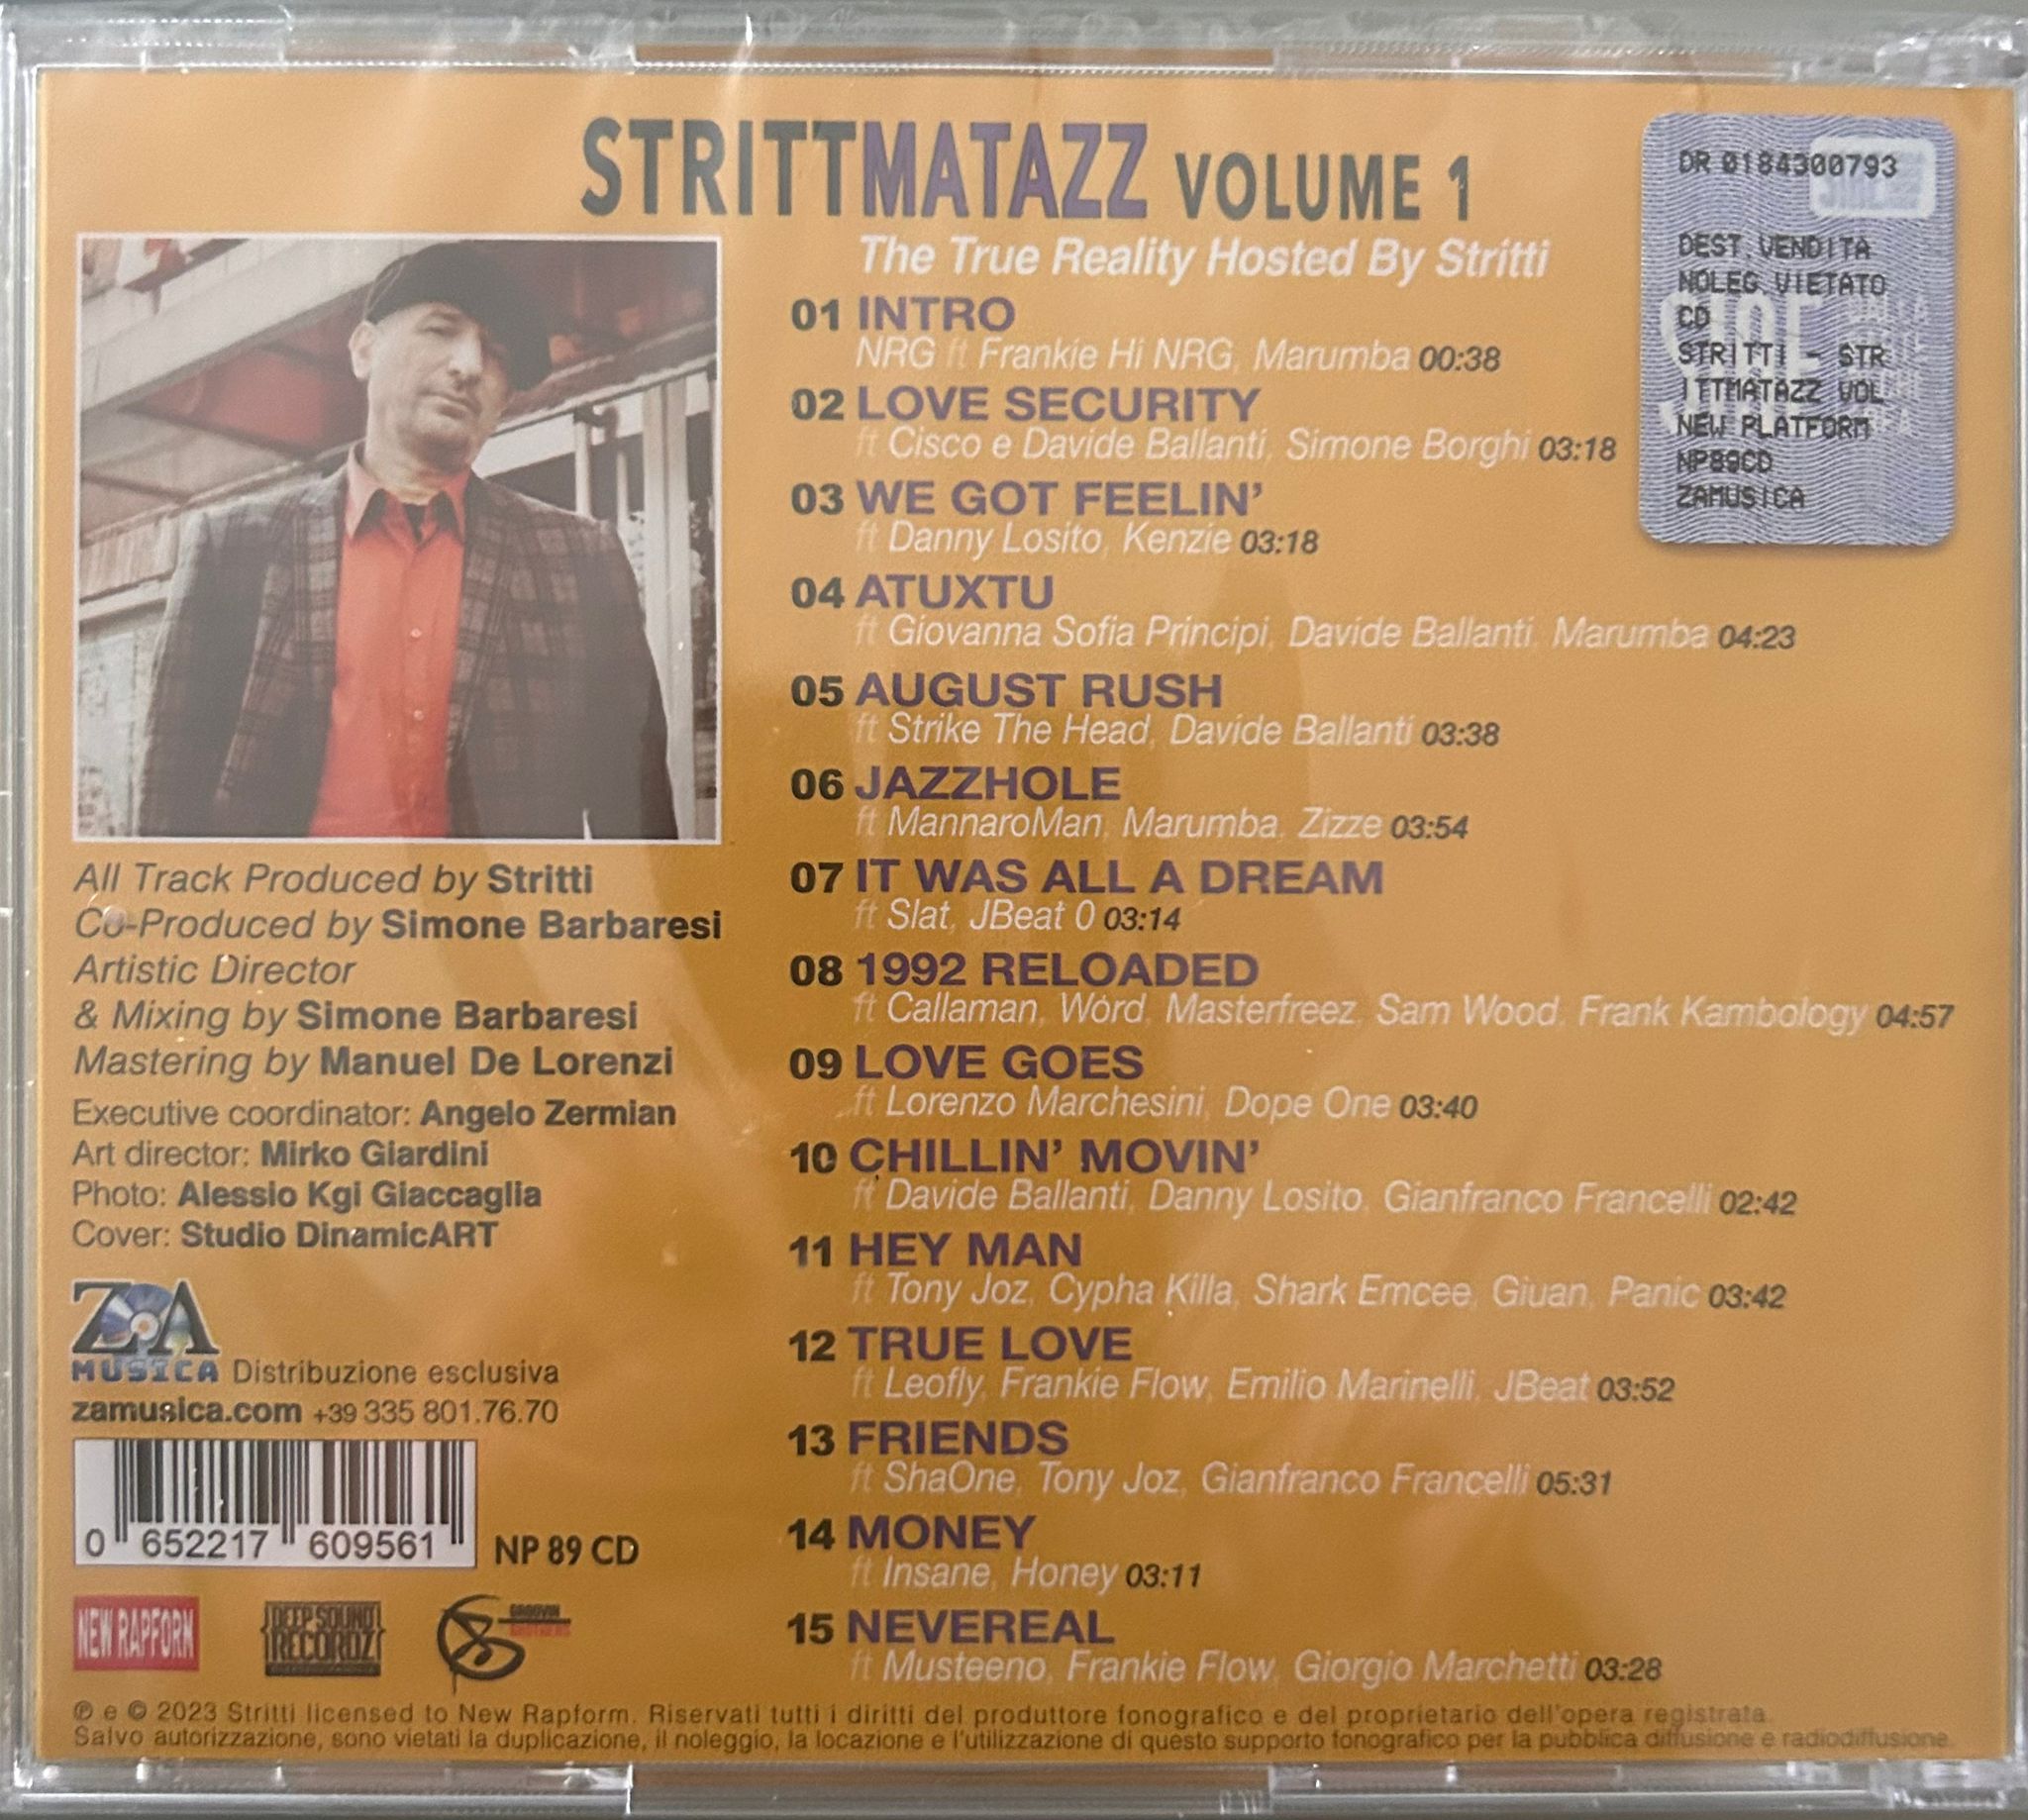 STRITTMATAZZ VOLUME 1
The True Reality Hosted By Stritti
01 INTRO
NRG ft Frankie Hi NRG, Marumba 00:38
02 LOVE SECURITY
ft Cisco e Davide Ballanti, Simone Borghi 03:18
03 WE GOT FEELIN'
ft Danny Losito, Kenzie 03:18
04 ATUXTU
ft Giovanna Sofia Principi, Davide Ballanti, Marumba 04:23
05 AUGUST RUSH
ft Strike The Head, Davide Ballanti 03:38
06 JAZZHOLE
ft MannaroMan, Marumba, Zizze 03:54
07 IT WAS ALL A DREAM
ft Slat, JBeat 0 03:14
08 1992 RELOADED
ft Callaman, Wórd, Masterfreez, Sam Wood, Frank Kambology 04:57
09 LOVE GOES
ft Lorenzo Marchesini, Dope One 03:40
10 CHILLIN' MOVIN'
ft Davide Ballanti, Danny Losito, Gianfranco Francelli 02:42
11 HEY MAN
ft Tony Joz, Cypha Killa, Shark Emcee, Giuan, Panic 03:42
12 TRUE LOVE
ft Leofly, Frankie Flow, Emilio Marinelli, JBeat 03:52
13 FRIENDS
ft ShaOne, Tony Joz, Gianfranco Francelli 05:31
14 MONEY
ft Insane, Honey 03:11
15 NEVEREAL
ft Musteeno, Frankie Flow, Giorgio Marchetti 03:28
DR 0184300793
DEST.VENDITA
NOLEG.VIETATO
CD
STRITTI - STR
ITTMATAZZ VOL
NEW PLATFORM
NP89CD
ZAMUSICA
All Track Produced by Stritti
Co-Produced by Simone Barbaresi
Artistic Director
& Mixing by Simone Barbaresi
Mastering by Manuel De Lorenzi
Executive coordinator: Angelo Zermian
Art director: Mirko Giardini
Photo: Alessio Kgi Giaccaglia
Cover: Studio DinamicART
ZA
MUSICA Distribuzione esclusiva
zamusica.com +39 335 801.76.70
0 652217 609561
NP 89 CD
NEW RAPFORM
DEEP SOUND
RECORDZ
GROOVIN
BROTHERS
℗ e © 2023 Stritti licensed to New Rapform. Riservati tutti i diritti del produttore fonografico e del proprietario dell'opera registrata.
Salvo autorizzazione, sono vietati la duplicazione, il noleggio, la locazione e l'utilizzazione di questo supporto fonografico per la pubblica diffusione e radiodiffusione.